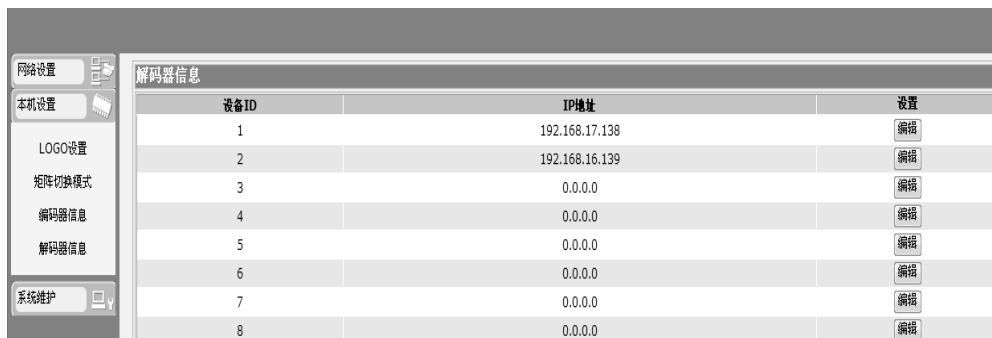 网络设置
本机设置
LOGO设置
矩阵切换模式
编码器信息
解码器信息
系统维护
解码器信息
设备ID IP地址 设置
1 192.168.17.138 编辑
2 192.168.16.139 编辑
3 0.0.0.0 编辑
4 0.0.0.0 编辑
5 0.0.0.0 编辑
6 0.0.0.0 编辑
7 0.0.0.0 编辑
8 0.0.0.0 编辑